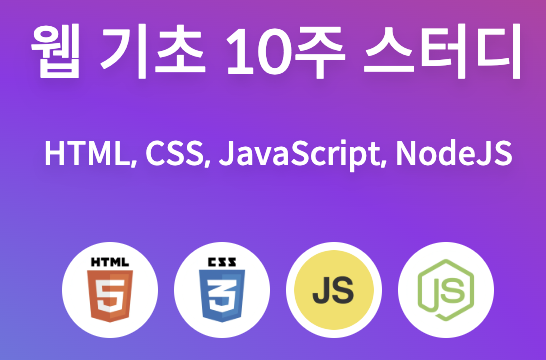 웹 기초 10주 스터디
HTML, CSS, JavaScript, NodeJS
HTML CSS
5 3 JS JS